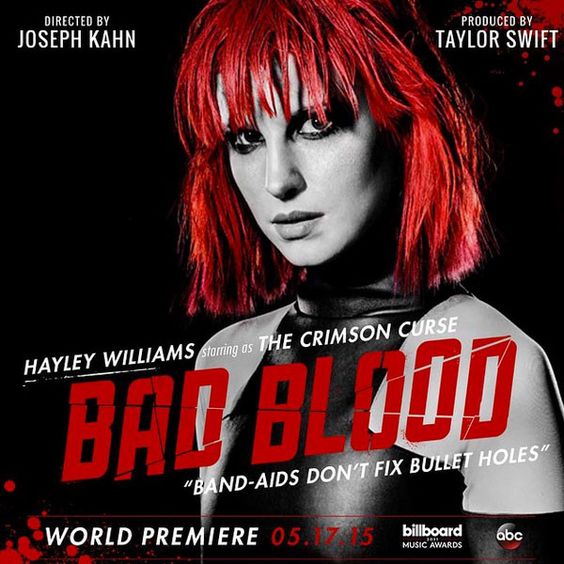 DIRECTED BY
JOSEPH KAHN
PRODUCED BY
TAYLOR SWIFT
HAYLEY WILLIAMS starring as THE CRIMSON CURSE
BAD BLOOD
"BAND-AIDS DON'T FIX BULLET HOLES"
WORLD PREMIERE 05.17.15
billboard
MUSIC AWARDS
abc